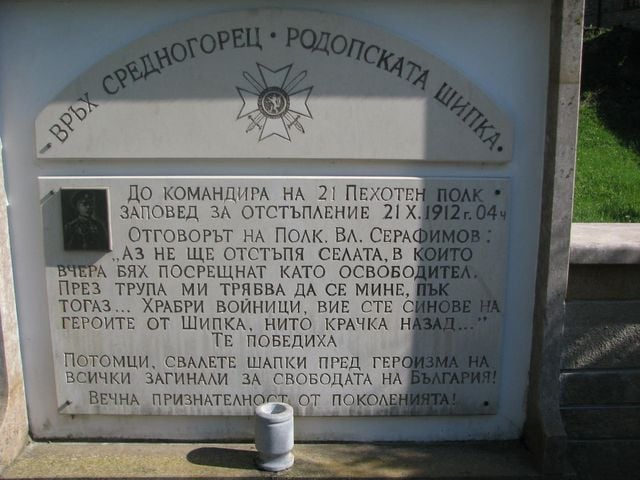 ВРЪХ СРЕДНОГОРЕЦ · РОДОПСКАТА ШИПКА
ДО КОМАНДИРА НА 21 ПЕХОТЕН ПОЛК
ЗАПОВЕД ЗА ОТСТЪПЛЕНИЕ 21 X. 1912 г. 04ч
ОТГОВОРЪТ НА ПОЛК. ВЛ. СЕРАФИМОВ:
„АЗ НЕ ЩЕ ОТСТЪПЯ СЕЛАТА, В КОИТО
ВЧЕРА БЯХ ПОСРЕЩНАТ КАТО ОСВОБОДИТЕЛ.
ПРЕЗ ТРУПА МИ ТРЯБВА ДА СЕ МИНЕ, ПЪК
ТОГАЗ... ХРАБРИ ВОЙНИЦИ, ВИЕ СТЕ СИНОВЕ НА
ГЕРОИТЕ ОТ ШИПКА, НИТО КРАЧКА НАЗАД..."
ТЕ ПОБЕДИХА
ПОТОМЦИ, СВАЛЕТЕ ШАПКИ ПРЕД ГЕРОИЗМА НА
ВСИЧКИ ЗАГИНАЛИ ЗА СВОБОДАТА НА БЪЛГАРИЯ!
ВЕЧНА ПРИЗНАТЕЛНОСТ ОТ ПОКОЛЕНИЯТА!